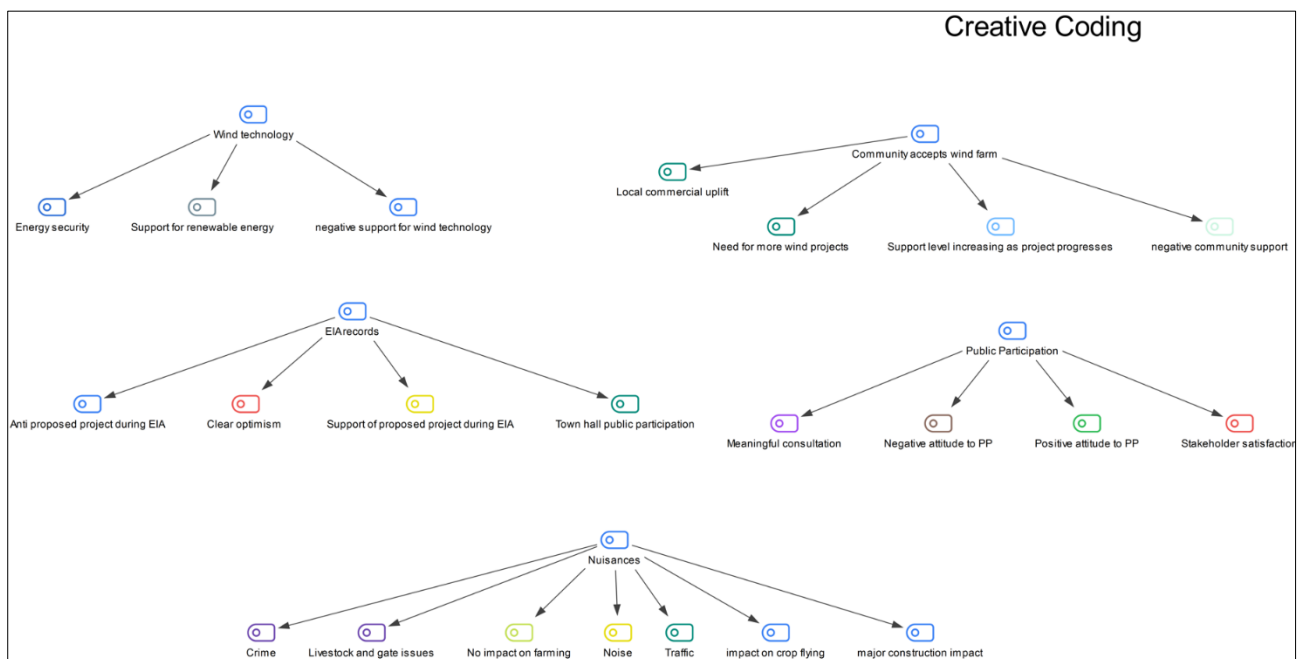 Creative Coding
Wind technology
Energy security
Support for renewable energy
negative support for wind technology
Community accepts wind farm
Local commercial uplift
Need for more wind projects
Support level increasing as project progresses
negative community support
EIA records
Anti proposed project during EIA
Clear optimism
Support of proposed project during EIA
Town hall public participation
Public Participation
Meaningful consultation
Negative attitude to PP
Positive attitude to PP
Stakeholder satisfaction
Nuisances
Crime
Livestock and gate issues
No impact on farming
Noise
Traffic
impact on crop flying
major construction impact